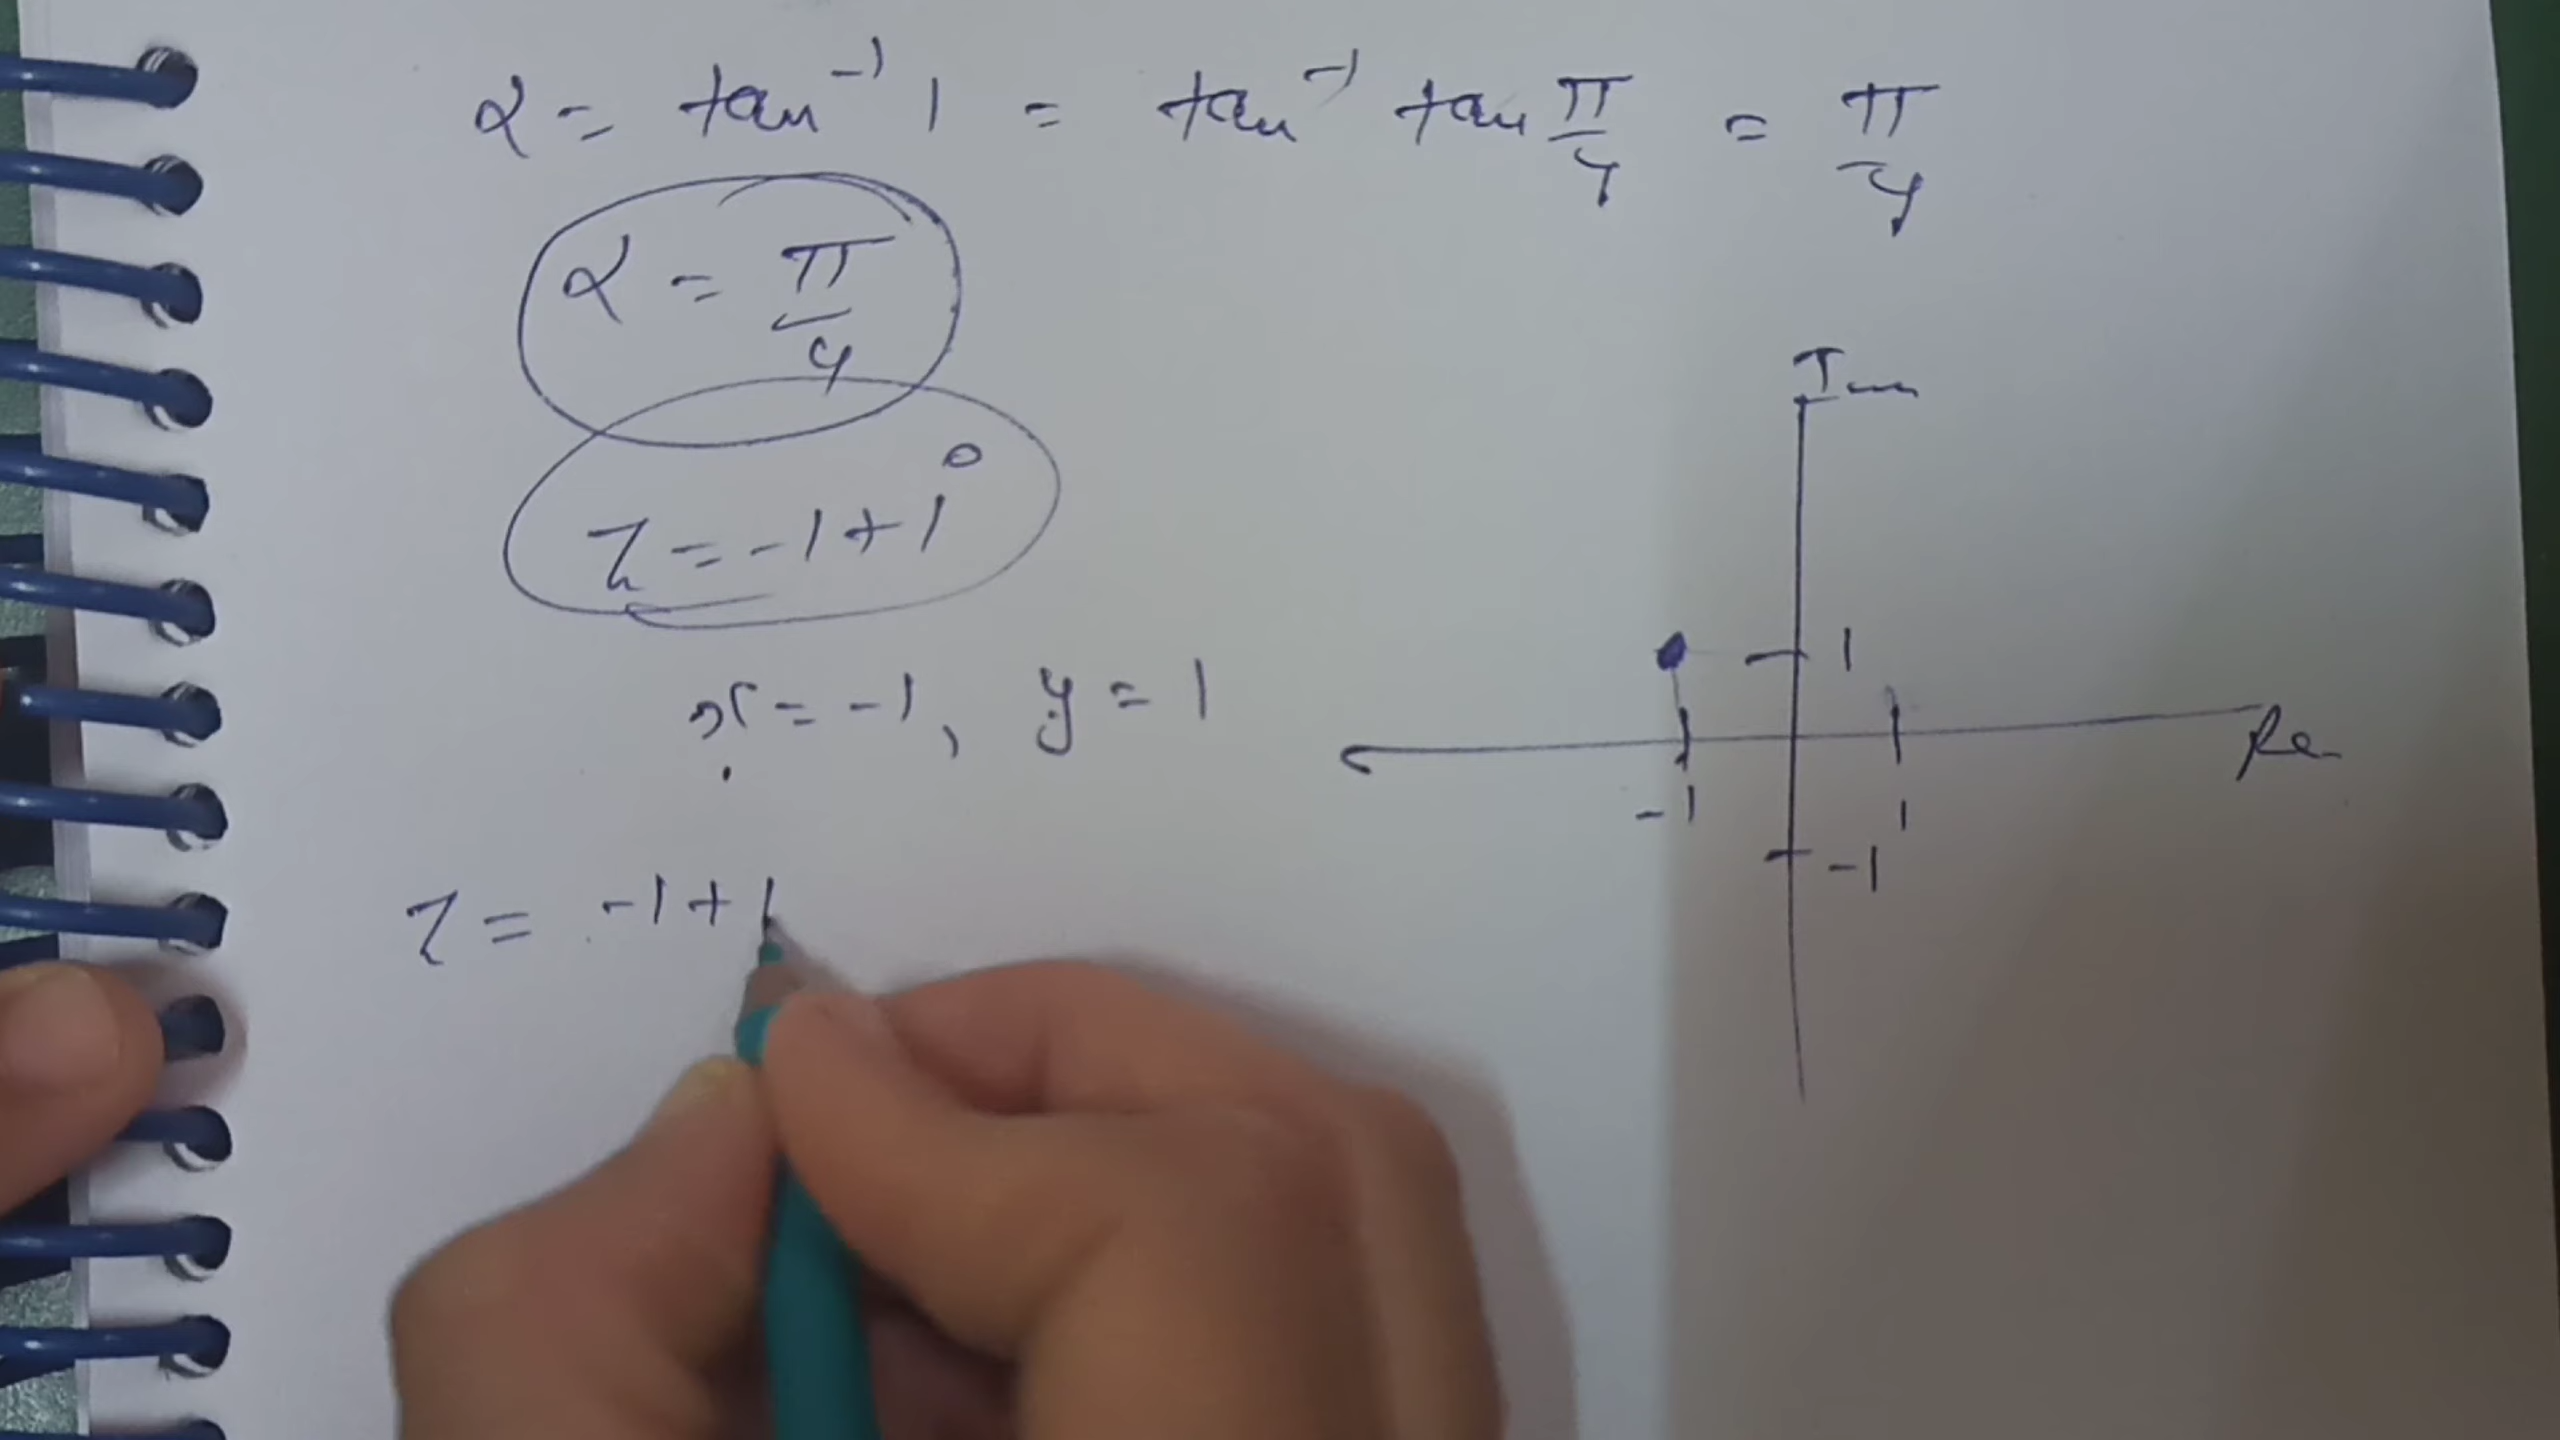 α = tan⁻¹ 1 = tan⁻¹ tan π/4 = π/4
α = π/4
z = -1+i
x = -1, y = 1
z = -1+1
Im
1
Re
-1 1
-1